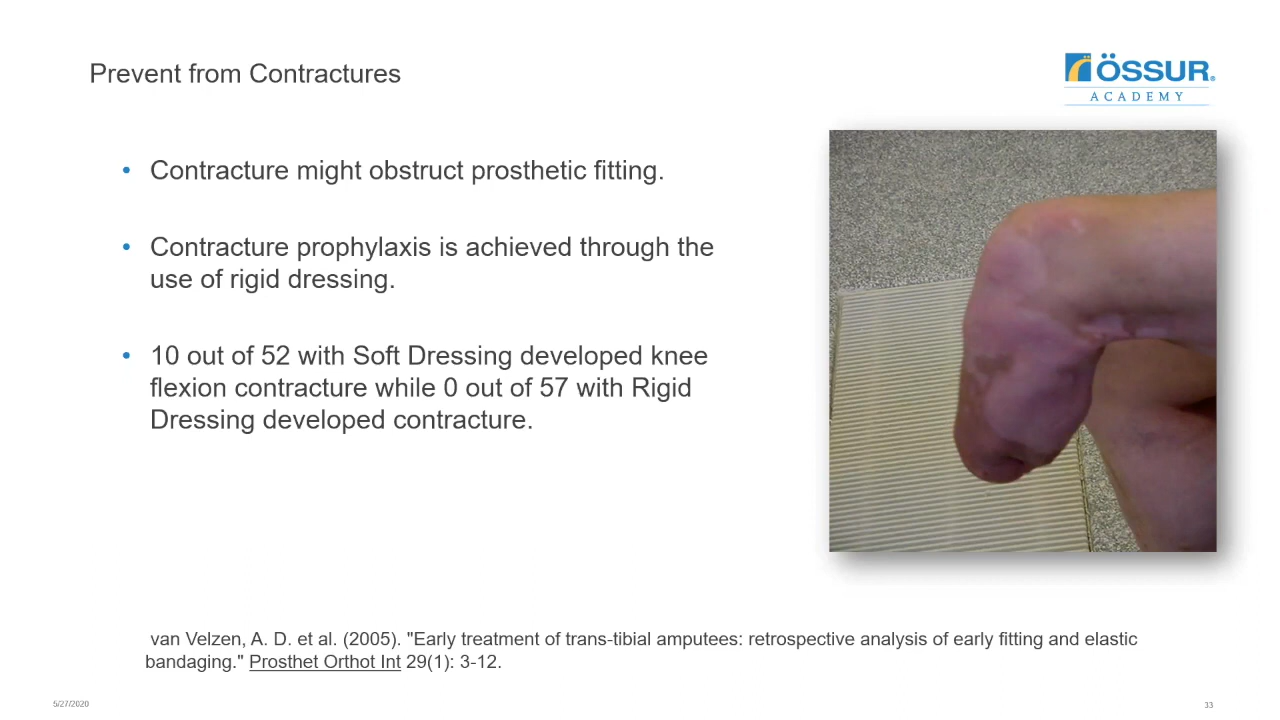 Prevent from Contractures
ÖSSUR®
ACADEMY
• Contracture might obstruct prosthetic fitting.
• Contracture prophylaxis is achieved through the
use of rigid dressing.
• 10 out of 52 with Soft Dressing developed knee
flexion contracture while 0 out of 57 with Rigid
Dressing developed contracture.
van Velzen, A. D. et al. (2005). "Early treatment of trans-tibial amputees: retrospective analysis of early fitting and elastic
bandaging." Prosthet Orthot Int 29(1): 3-12.
5/27/2020
33